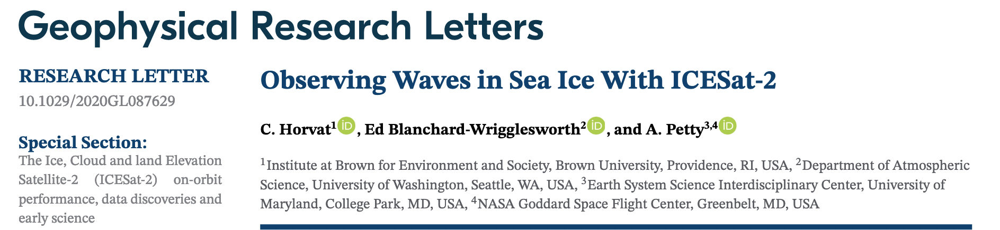 Geophysical Research Letters
RESEARCH LETTER
10.1029/2020GL087629
Special Section:
The Ice, Cloud and land Elevation
Satellite-2 (ICESat-2) on-orbit
performance, data discoveries and
early science
Observing Waves in Sea Ice With ICESat-2
C. Horvat1 iD, Ed Blanchard-Wrigglesworth2 iD, and A. Petty3,4 iD
1Institute at Brown for Environment and Society, Brown University, Providence, RI, USA, 2Department of Atmospheric
Science, University of Washington, Seattle, WA, USA, 3Earth System Science Interdisciplinary Center, University of
Maryland, College Park, MD, USA, 4NASA Goddard Space Flight Center, Greenbelt, MD, USA